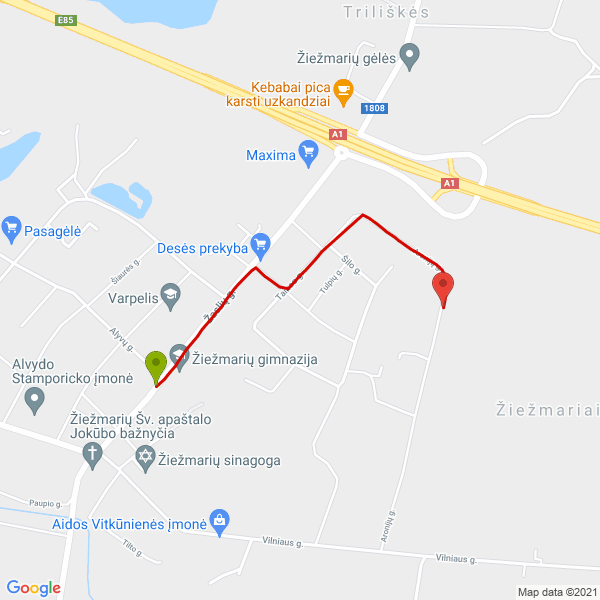 Triliškės
E85
Žiežmarių gėlės
Kebabai pica
karsti uzkandziai
1808
A1
Maxima
A1
Pasagėlė
Desės prekyba
Šilo g.
Šiaurės g.
Tulpių g.
Varpelis
Žaslių g.
Alyvų g.
Žiežmarių gimnazija
Alvydo
Stamporicko įmonė
Žiežmariai
Žiežmarių Šv. apaštalo
Jokūbo bažnyčia
Žiežmarių sinagoga
Paupio g.
Aidos Vitkūnienės įmonė
Aronijų g.
Tilto g.
Vilniaus g.
Vilniaus g.
Google
Map data ©2021